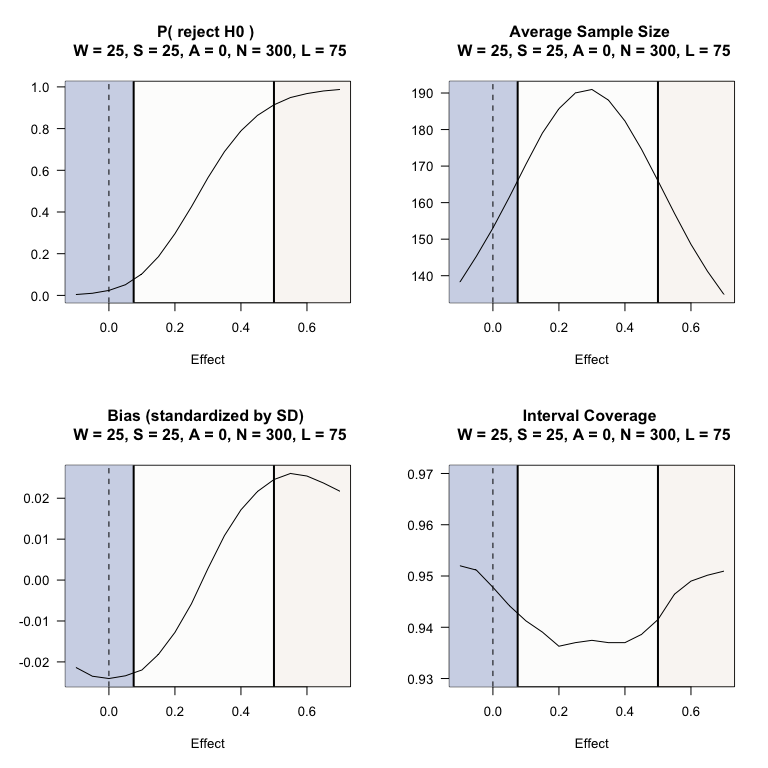 P( reject H0 )
W = 25, S = 25, A = 0, N = 300, L = 75
1.0
0.8
0.6
0.4
0.2
0.0
0.0 0.2 0.4 0.6
Effect
Average Sample Size
W = 25, S = 25, A = 0, N = 300, L = 75
190
180
170
160
150
140
0.0 0.2 0.4 0.6
Effect
Bias (standardized by SD)
W = 25, S = 25, A = 0, N = 300, L = 75
0.02
0.01
0.00
-0.01
-0.02
0.0 0.2 0.4 0.6
Effect
Interval Coverage
W = 25, S = 25, A = 0, N = 300, L = 75
0.97
0.96
0.95
0.94
0.93
0.0 0.2 0.4 0.6
Effect